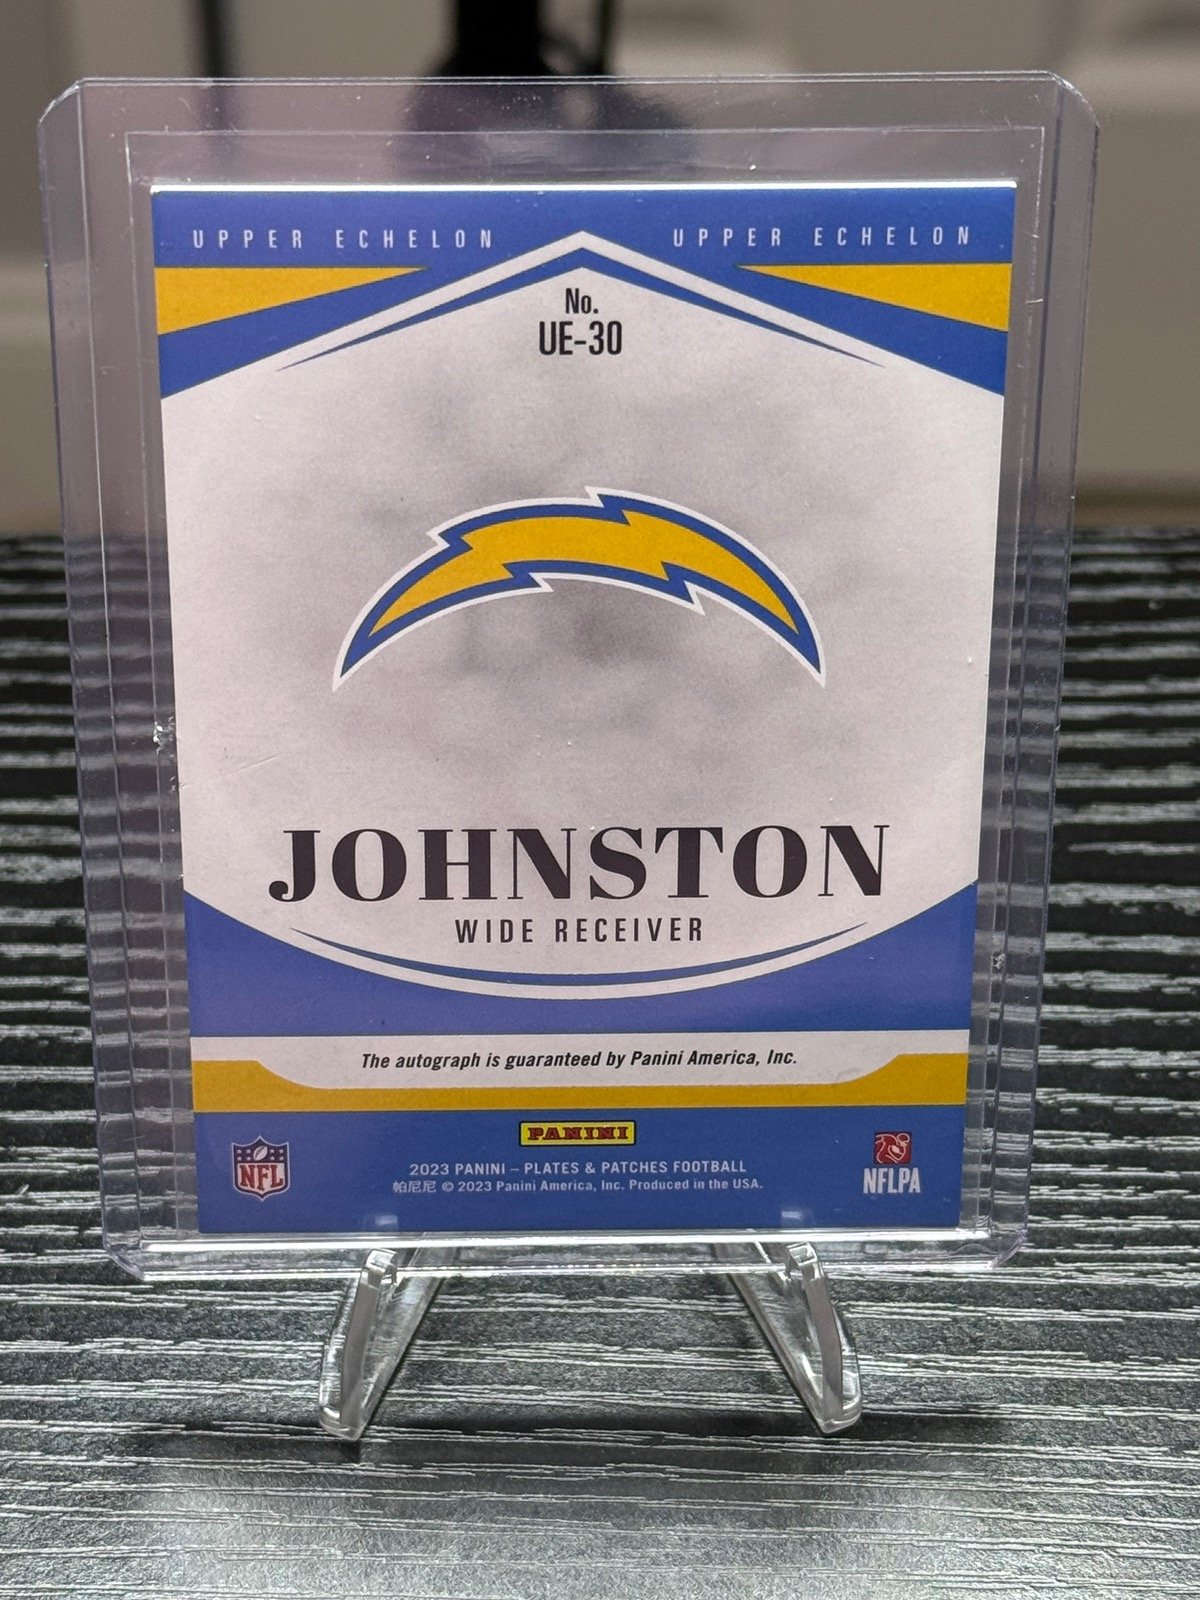 UPPER ECHELON UPPER ECHELON
No.
UE-30
JOHNSTON
WIDE RECEIVER
The autograph is guaranteed by Panini America, Inc.
PANINI
2023 PANINI – PLATES & PATCHES FOOTBALL
帕尼尼 © 2023 Panini America, Inc. Produced in the USA.
NFL
NFLPA